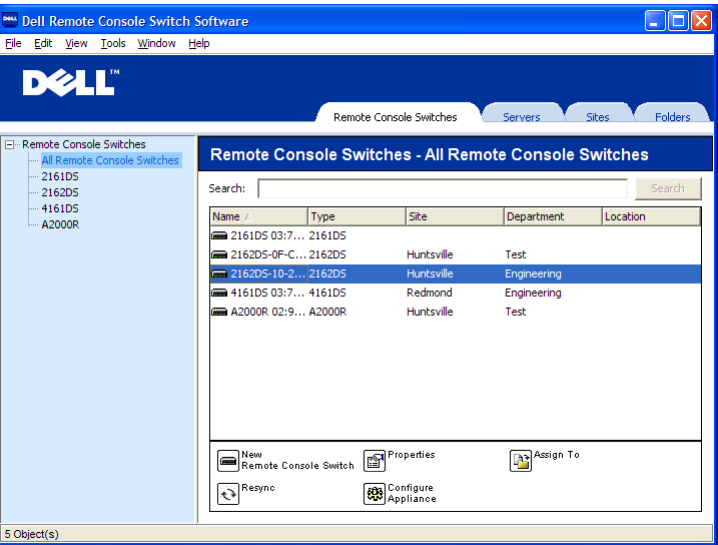 Dell Remote Console Switch Software
File Edit View Tools Window Help
DELL™
Remote Console Switches Servers Sites Folders
Remote Console Switches
All Remote Console Switches
2161DS
2162DS
4161DS
A2000R
Remote Console Switches - All Remote Console Switches
Search: Search
Name Type Site Department Location
2161DS 03:7... 2161DS
2162DS-0F-C... 2162DS Huntsville Test
2162DS-10-2... 2162DS Huntsville Engineering
4161DS 03:7... 4161DS Redmond Engineering
A2000R 02:9... A2000R Huntsville Test
New
Remote Console Switch
Properties
Assign To
Resync
Configure
Appliance
5 Object(s)